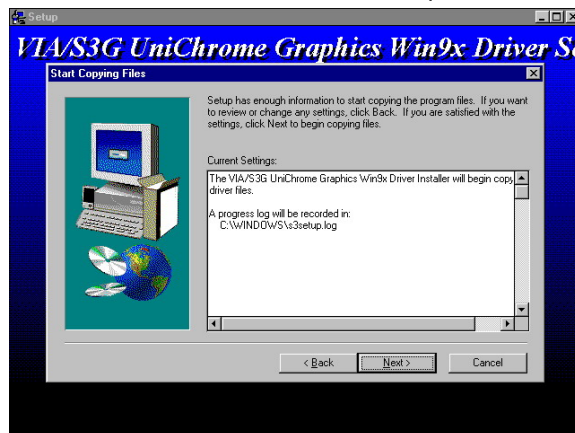 Setup
VIA/S3G UniChrome Graphics Win9x Driver S
Start Copying Files
Setup has enough information to start copying the program files. If you want
to review or change any settings, click Back. If you are satisfied with the
settings, click Next to begin copying files.
Current Settings:
The VIA/S3G UniChrome Graphics Win9x Driver Installer will begin copy
driver files.
A progress log will be recorded in:
C:\WINDOWS\s3setup.log
< Back
Next >
Cancel